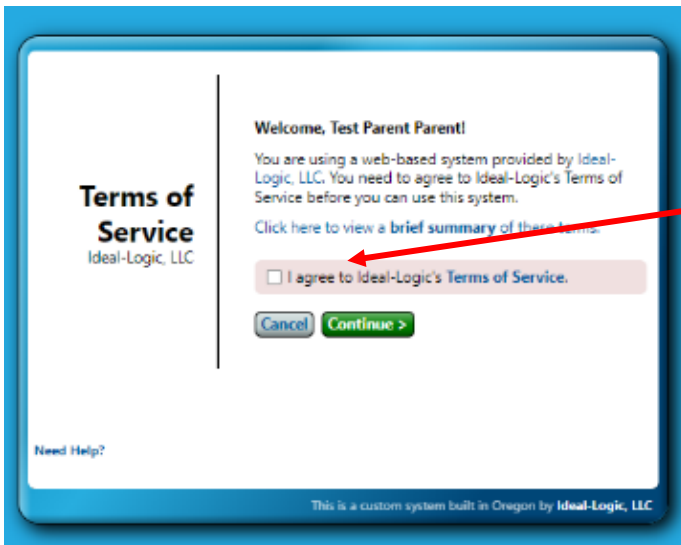 Terms of
Service
Ideal-Logic, LLC
Welcome, Test Parent Parent!
You are using a web-based system provided by Ideal-
Logic, LLC. You need to agree to Ideal-Logic's Terms of
Service before you can use this system.
Click here to view a brief summary of these terms.
I agree to Ideal-Logic's Terms of Service.
Cancel Continue >
Need Help?
This is a custom system built in Oregon by Ideal-Logic, LLC